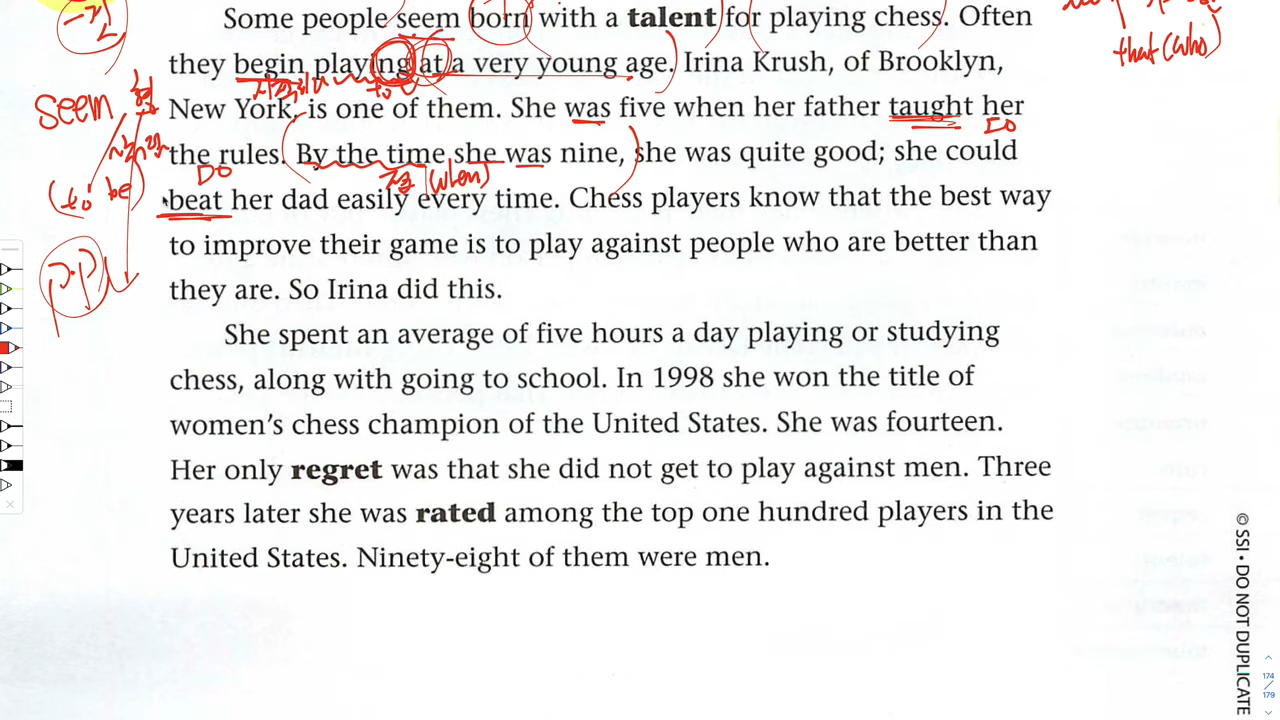 Some people seem born with a talent for playing chess. Often
that (who)
they begin playing at a very young age. Irina Krush, of Brooklyn,
to
seem
New York, is one of them. She was five when her father taught her
IO
the rules. By the time she was nine, she was quite good; she could
DO
(when)
(to be)
beat her dad easily every time. Chess players know that the best way
to improve their game is to play against people who are better than
P.P
they are. So Irina did this.
She spent an average of five hours a day playing or studying
chess, along with going to school. In 1998 she won the title of
women's chess champion of the United States. She was fourteen.
Her only regret was that she did not get to play against men. Three
years later she was rated among the top one hundred players in the
United States. Ninety-eight of them were men.
© SSI • DO NOT DUPLICATE
174
179